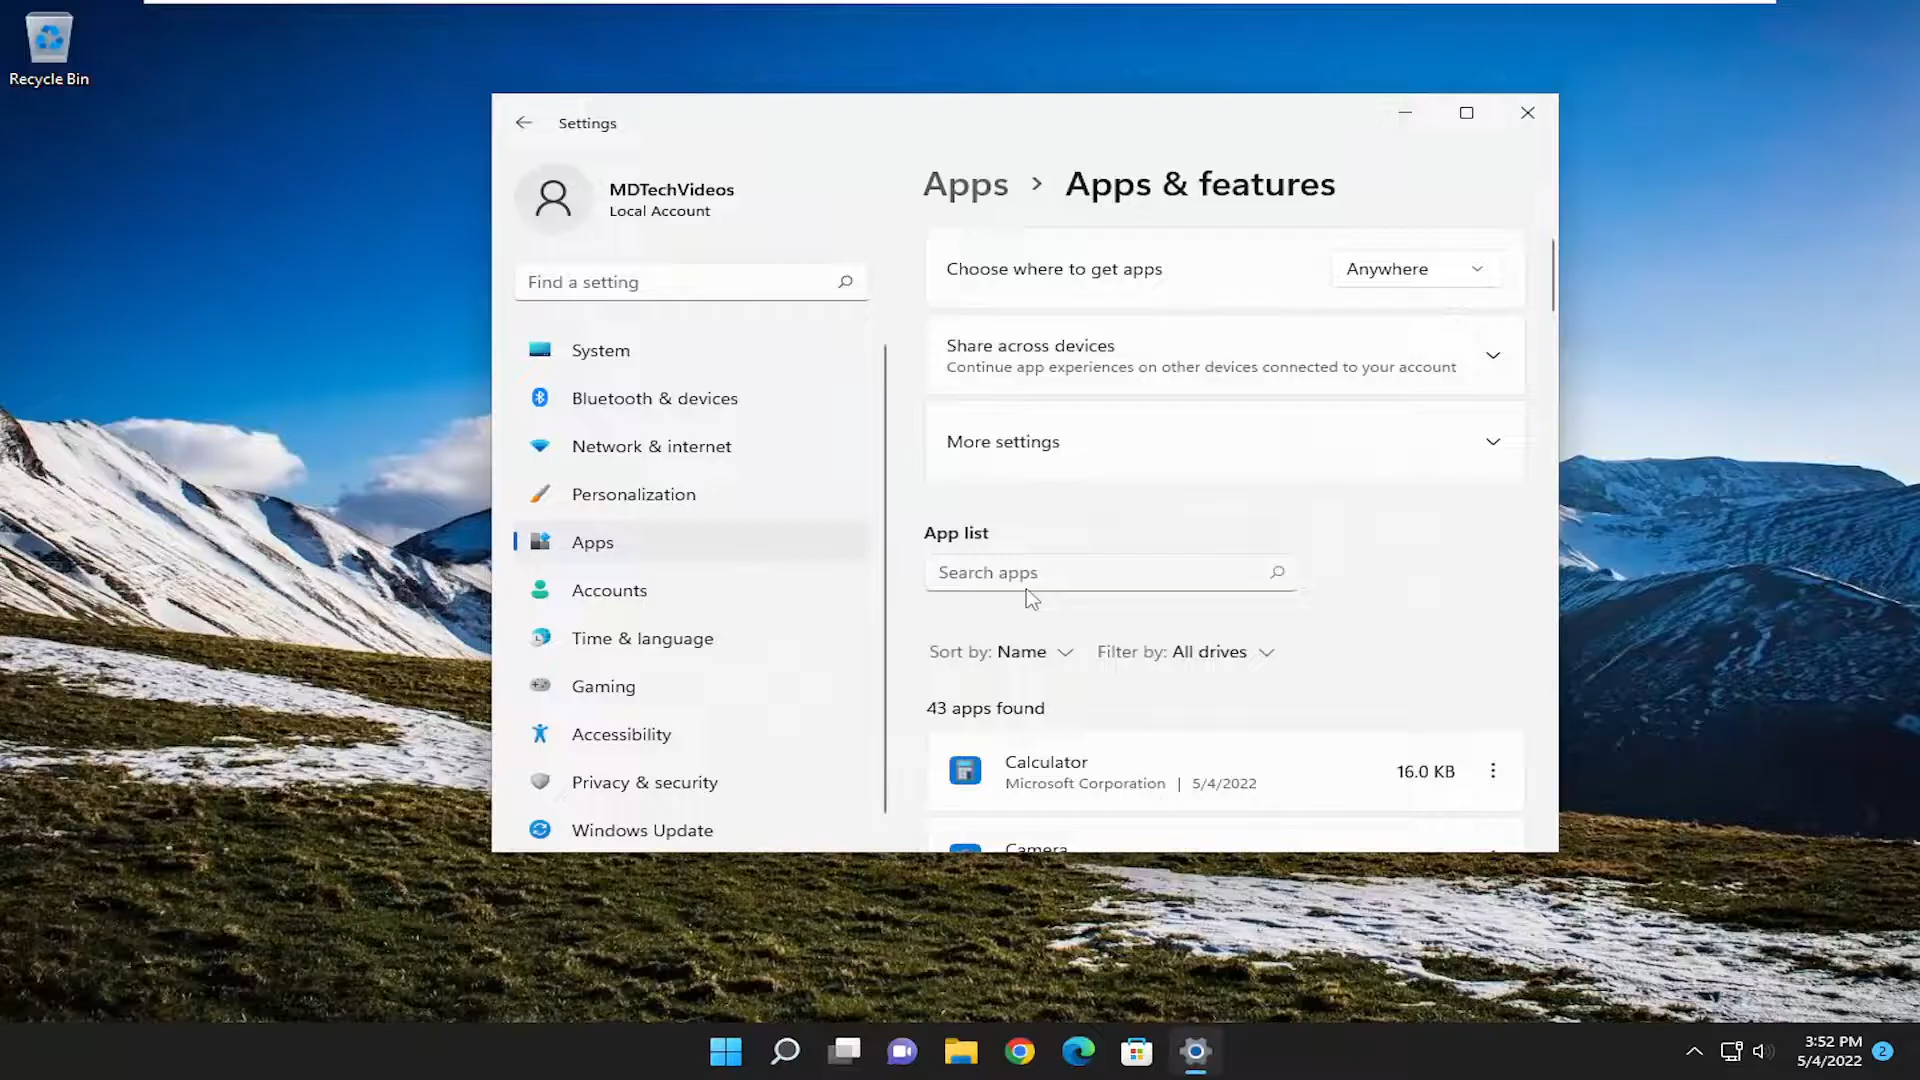 Recycle Bin
Settings
MDTechVideos
Local Account
Find a setting
System
Bluetooth & devices
Network & internet
Personalization
Apps
Accounts
Time & language
Gaming
Accessibility
Privacy & security
Windows Update
Apps > Apps & features
Choose where to get apps
Anywhere
Share across devices
Continue app experiences on other devices connected to your account
More settings
App list
Search apps
Sort by: Name
Filter by: All drives
43 apps found
Calculator
Microsoft Corporation | 5/4/2022
16.0 KB
Camera
3:52 PM
5/4/2022
2